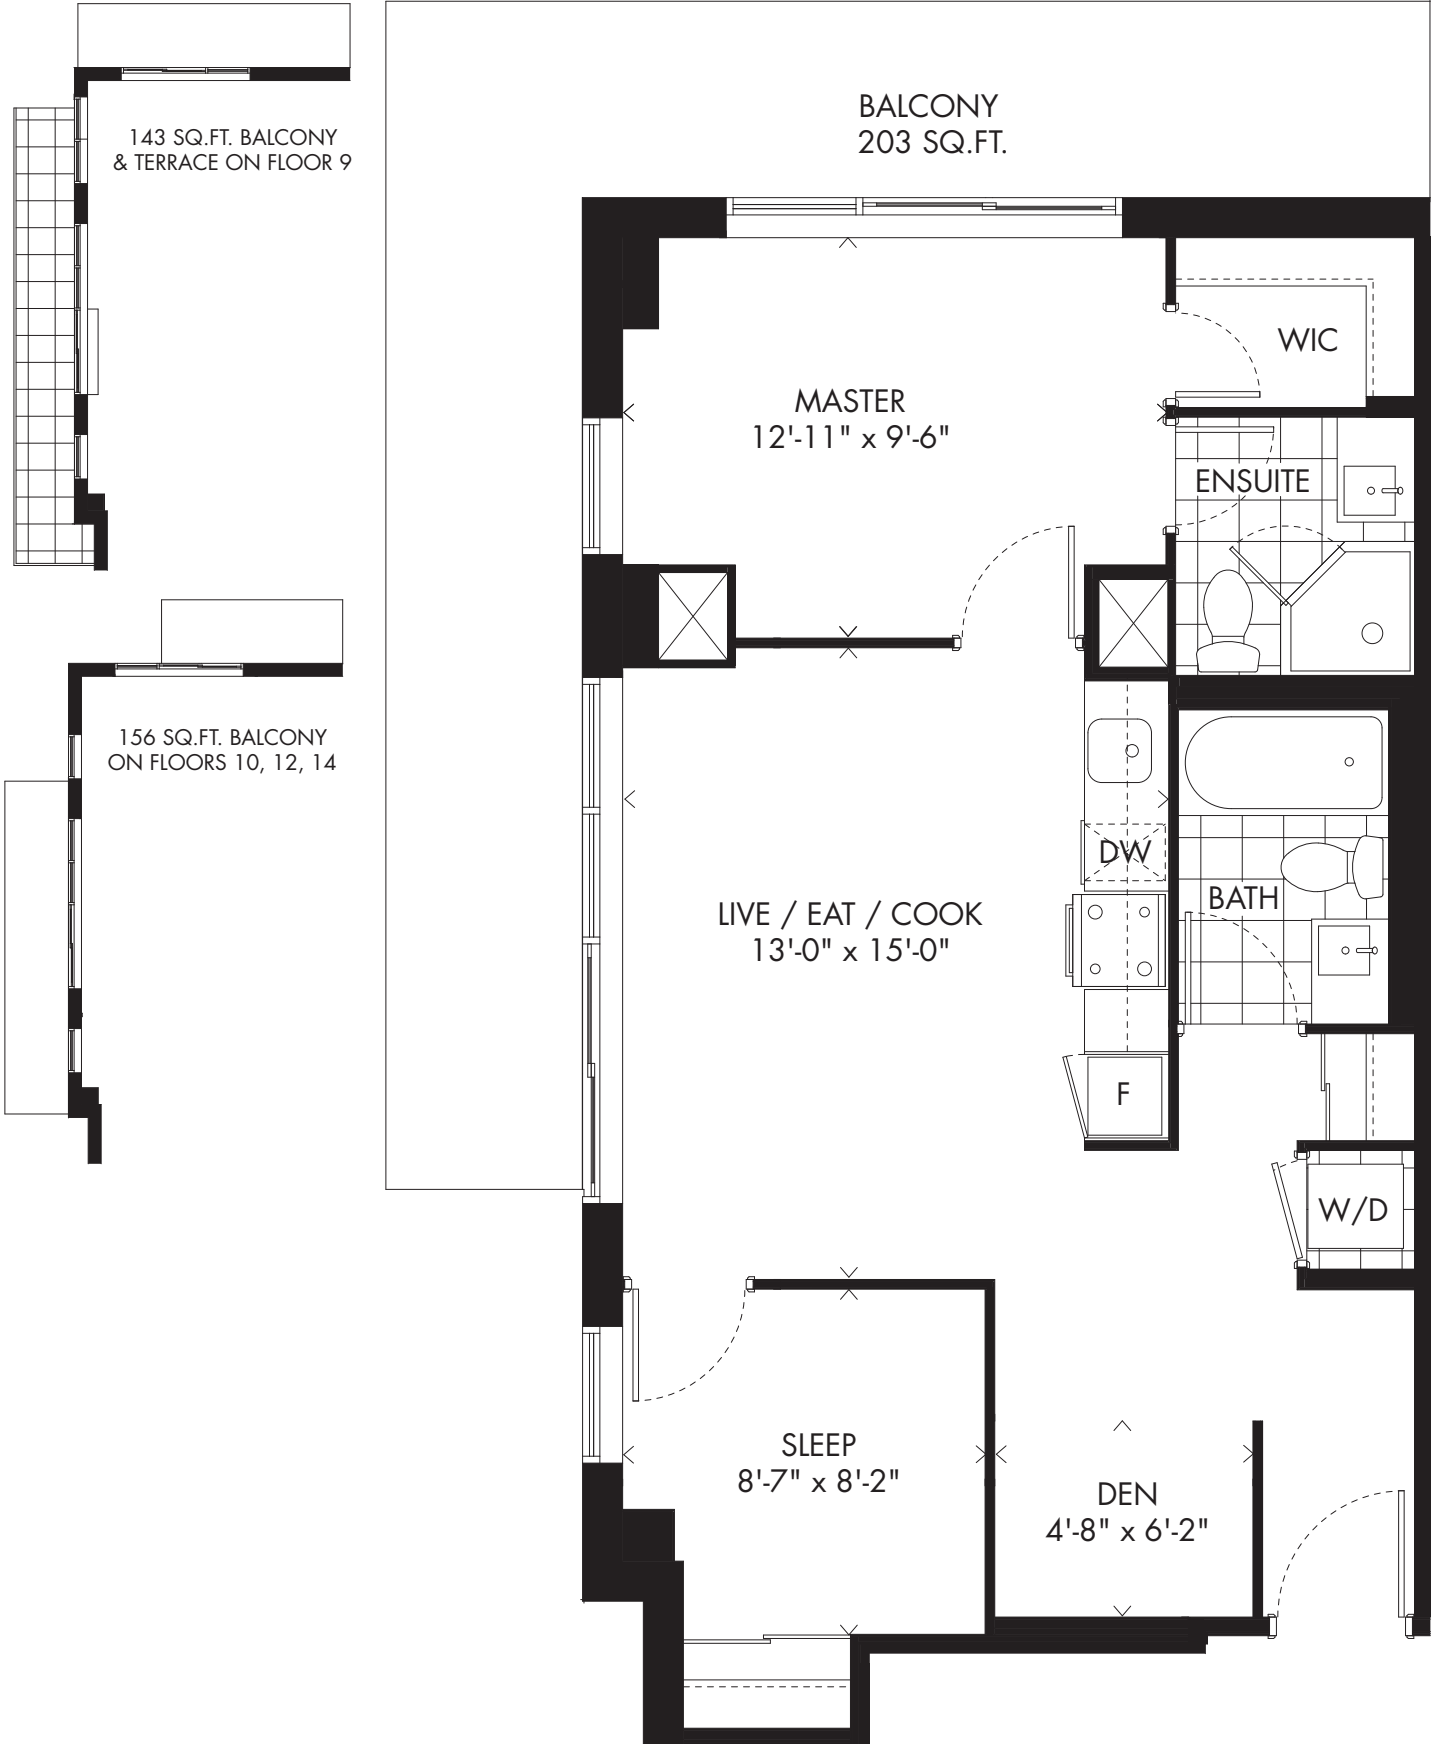 143 SQ.FT. BALCONY
& TERRACE ON FLOOR 9
BALCONY
203 SQ.FT.
WIC
MASTER
12'-11" x 9'-6"
ENSUITE
156 SQ.FT. BALCONY
ON FLOORS 10, 12, 14
DW
BATH
LIVE / EAT / COOK
13'-0" x 15'-0"
F
W/D
SLEEP
8'-7" x 8'-2"
DEN
4'-8" x 6'-2"